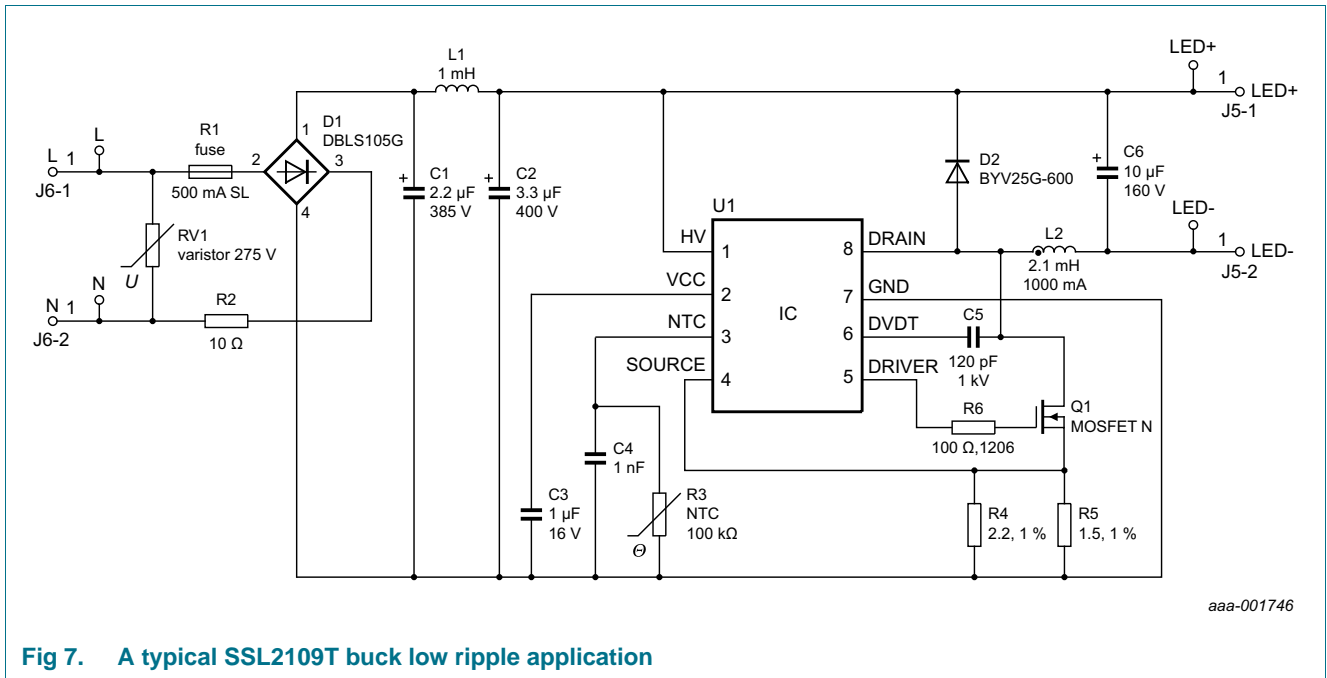 L1
1 mH
LED+
1
LED+
J5-1
D1
DBLS105G
1
2
3
4
R1
fuse
500 mA SL
L
L 1
J6-1
RV1
varistor 275 V
U
N
N 1
J6-2
R2
10 Ω
+
C1
2.2 μF
385 V
+
C2
3.3 μF
400 V
D2
BYV25G-600
+
C6
10 μF
160 V
LED-
1
LED-
J5-2
L2
2.1 mH
1000 mA
U1
IC
HV
1
VCC
2
NTC
3
SOURCE
4
8
DRAIN
7
GND
6
DVDT
5
DRIVER
C5
120 pF
1 kV
R6
100 Ω,1206
Q1
MOSFET N
C4
1 nF
C3
1 μF
16 V
R3
NTC
100 kΩ
Θ
R4
2.2, 1 %
R5
1.5, 1 %
aaa-001746
Fig 7. A typical SSL2109T buck low ripple application